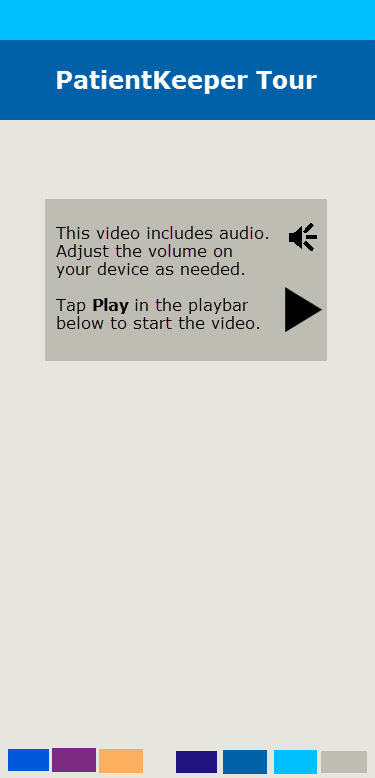 PatientKeeper Tour
This video includes audio.
Adjust the volume on
your device as needed.
Tap Play in the playbar
below to start the video.